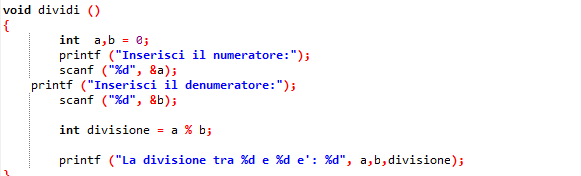 void dividi ()
{
int a,b = 0;
printf ("Inserisci il numeratore:");
scanf ("%d", &a);
printf ("Inserisci il denumeratore:");
scanf ("%d", &b);
int divisione = a % b;
printf ("La divisione tra %d e %d e': %d", a,b,divisione);
}